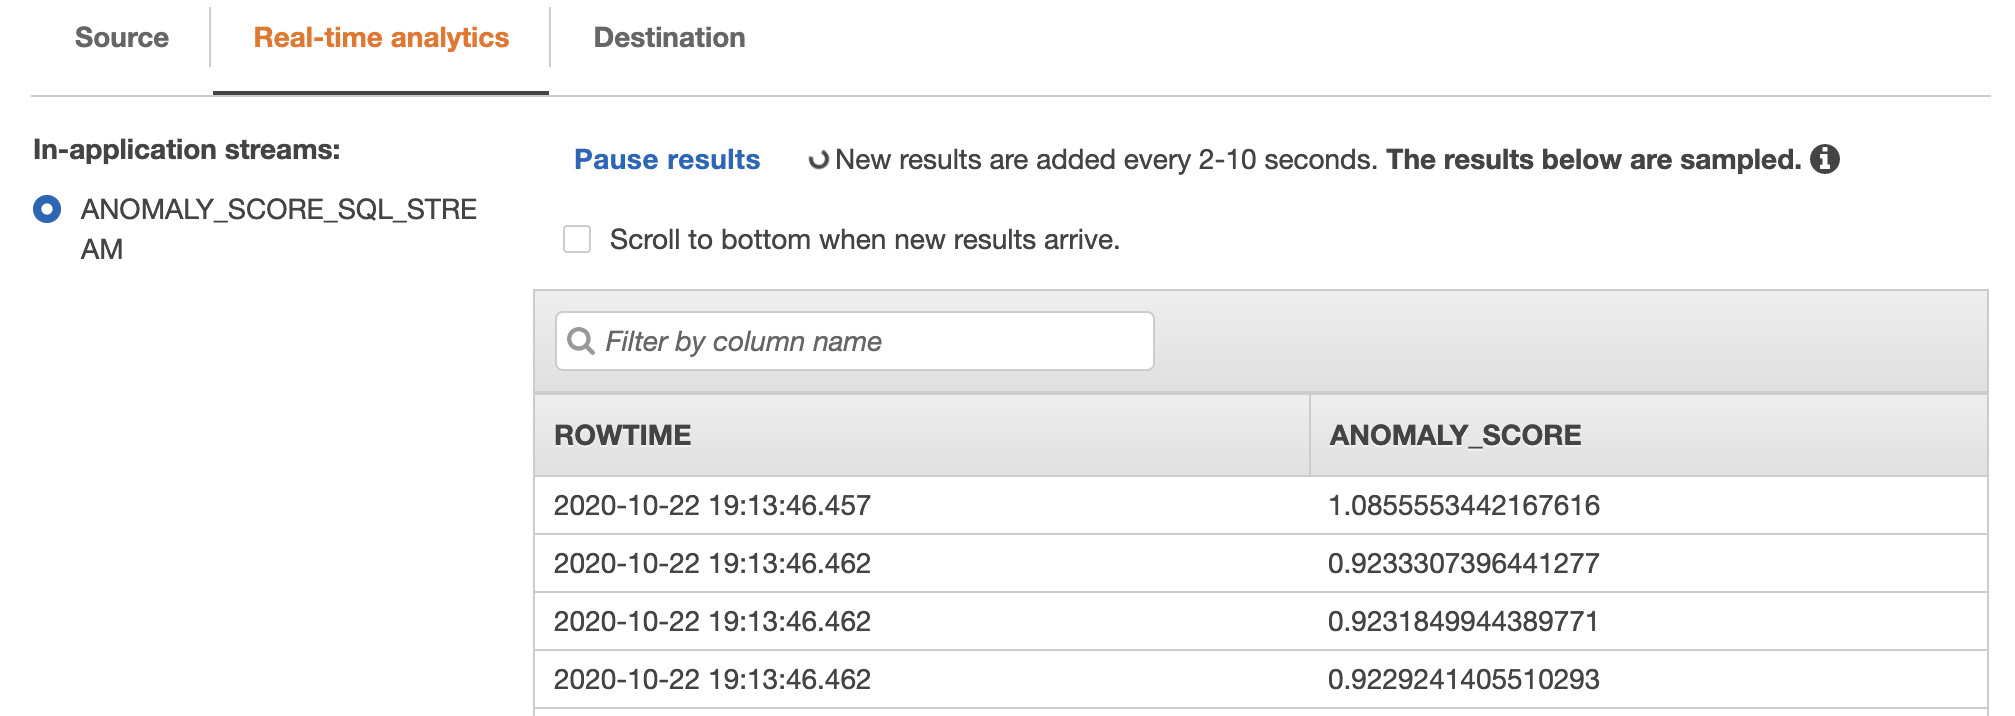 Source Real-time analytics Destination
In-application streams:
ANOMALY_SCORE_SQL_STRE
AM
Pause results New results are added every 2-10 seconds. The results below are sampled.
Scroll to bottom when new results arrive.
Filter by column name
ROWTIME ANOMALY_SCORE
2020-10-22 19:13:46.457 1.0855553442167616
2020-10-22 19:13:46.462 0.9233307396441277
2020-10-22 19:13:46.462 0.9231849944389771
2020-10-22 19:13:46.462 0.9229241405510293